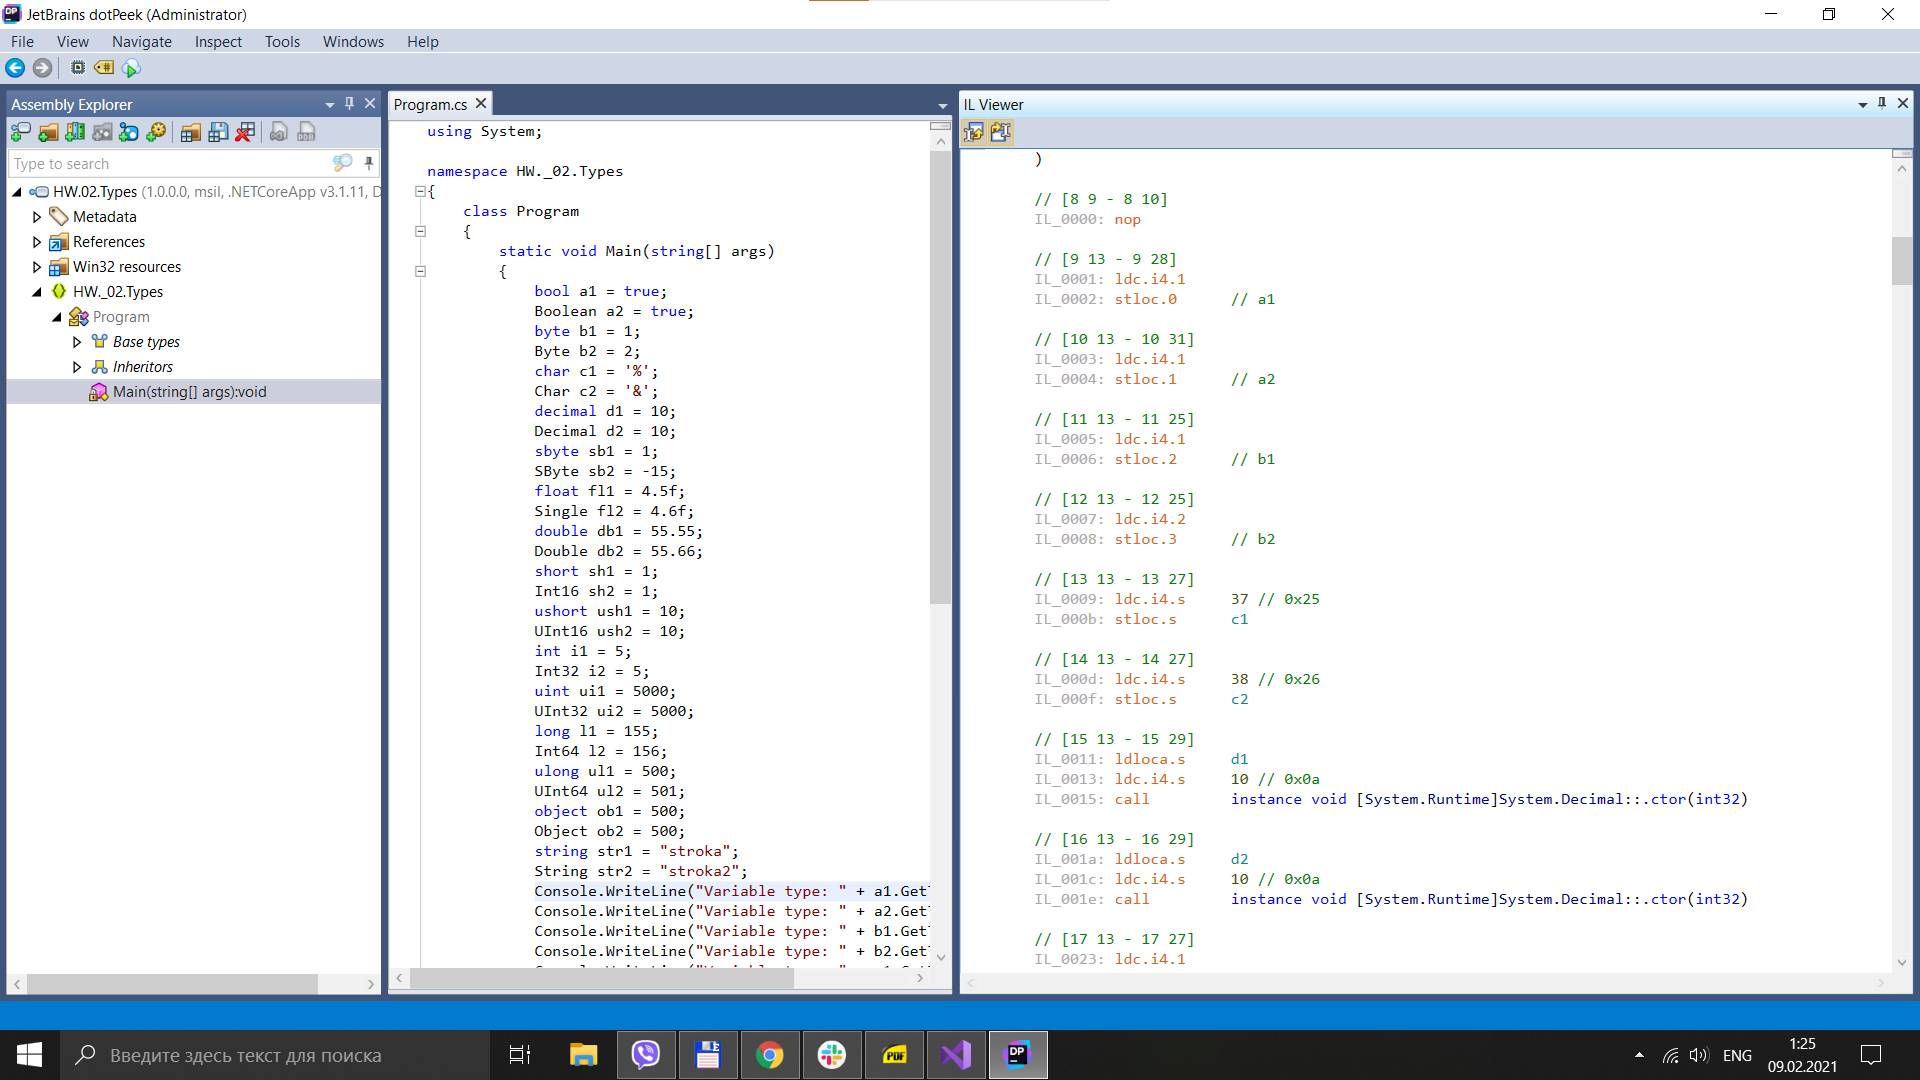 JetBrains dotPeek (Administrator)
File View Navigate Inspect Tools Windows Help
Assembly Explorer
Type to search
HW.02.Types (1.0.0.0, msil, .NETCoreApp v3.1.11, D
Metadata
References
Win32 resources
HW._02.Types
Program
Base types
Inheritors
Main(string[] args):void
Program.cs
using System;
namespace HW._02.Types
{
class Program
{
static void Main(string[] args)
{
bool a1 = true;
Boolean a2 = true;
byte b1 = 1;
Byte b2 = 2;
char c1 = '%';
Char c2 = '&';
decimal d1 = 10;
Decimal d2 = 10;
sbyte sb1 = 1;
SByte sb2 = -15;
float fl1 = 4.5f;
Single fl2 = 4.6f;
double db1 = 55.55;
Double db2 = 55.66;
short sh1 = 1;
Int16 sh2 = 1;
ushort ush1 = 10;
UInt16 ush2 = 10;
int i1 = 5;
Int32 i2 = 5;
uint ui1 = 5000;
UInt32 ui2 = 5000;
long l1 = 155;
Int64 l2 = 156;
ulong ul1 = 500;
UInt64 ul2 = 501;
object ob1 = 500;
Object ob2 = 500;
string str1 = "stroka";
String str2 = "stroka2";
Console.WriteLine("Variable type: " + a1.Get
Console.WriteLine("Variable type: " + a2.Get
Console.WriteLine("Variable type: " + b1.Get
Console.WriteLine("Variable type: " + b2.Get
IL Viewer
)
// [8 9 - 8 10]
IL_0000: nop
// [9 13 - 9 28]
IL_0001: ldc.i4.1
IL_0002: stloc.0 // a1
// [10 13 - 10 31]
IL_0003: ldc.i4.1
IL_0004: stloc.1 // a2
// [11 13 - 11 25]
IL_0005: ldc.i4.1
IL_0006: stloc.2 // b1
// [12 13 - 12 25]
IL_0007: ldc.i4.2
IL_0008: stloc.3 // b2
// [13 13 - 13 27]
IL_0009: ldc.i4.s 37 // 0x25
IL_000b: stloc.s c1
// [14 13 - 14 27]
IL_000d: ldc.i4.s 38 // 0x26
IL_000f: stloc.s c2
// [15 13 - 15 29]
IL_0011: ldloca.s d1
IL_0013: ldc.i4.s 10 // 0x0a
IL_0015: call instance void [System.Runtime]System.Decimal::.ctor(int32)
// [16 13 - 16 29]
IL_001a: ldloca.s d2
IL_001c: ldc.i4.s 10 // 0x0a
IL_001e: call instance void [System.Runtime]System.Decimal::.ctor(int32)
// [17 13 - 17 27]
IL_0023: ldc.i4.1
Введите здесь текст для поиска
PDF
DP
ENG
1:25
09.02.2021